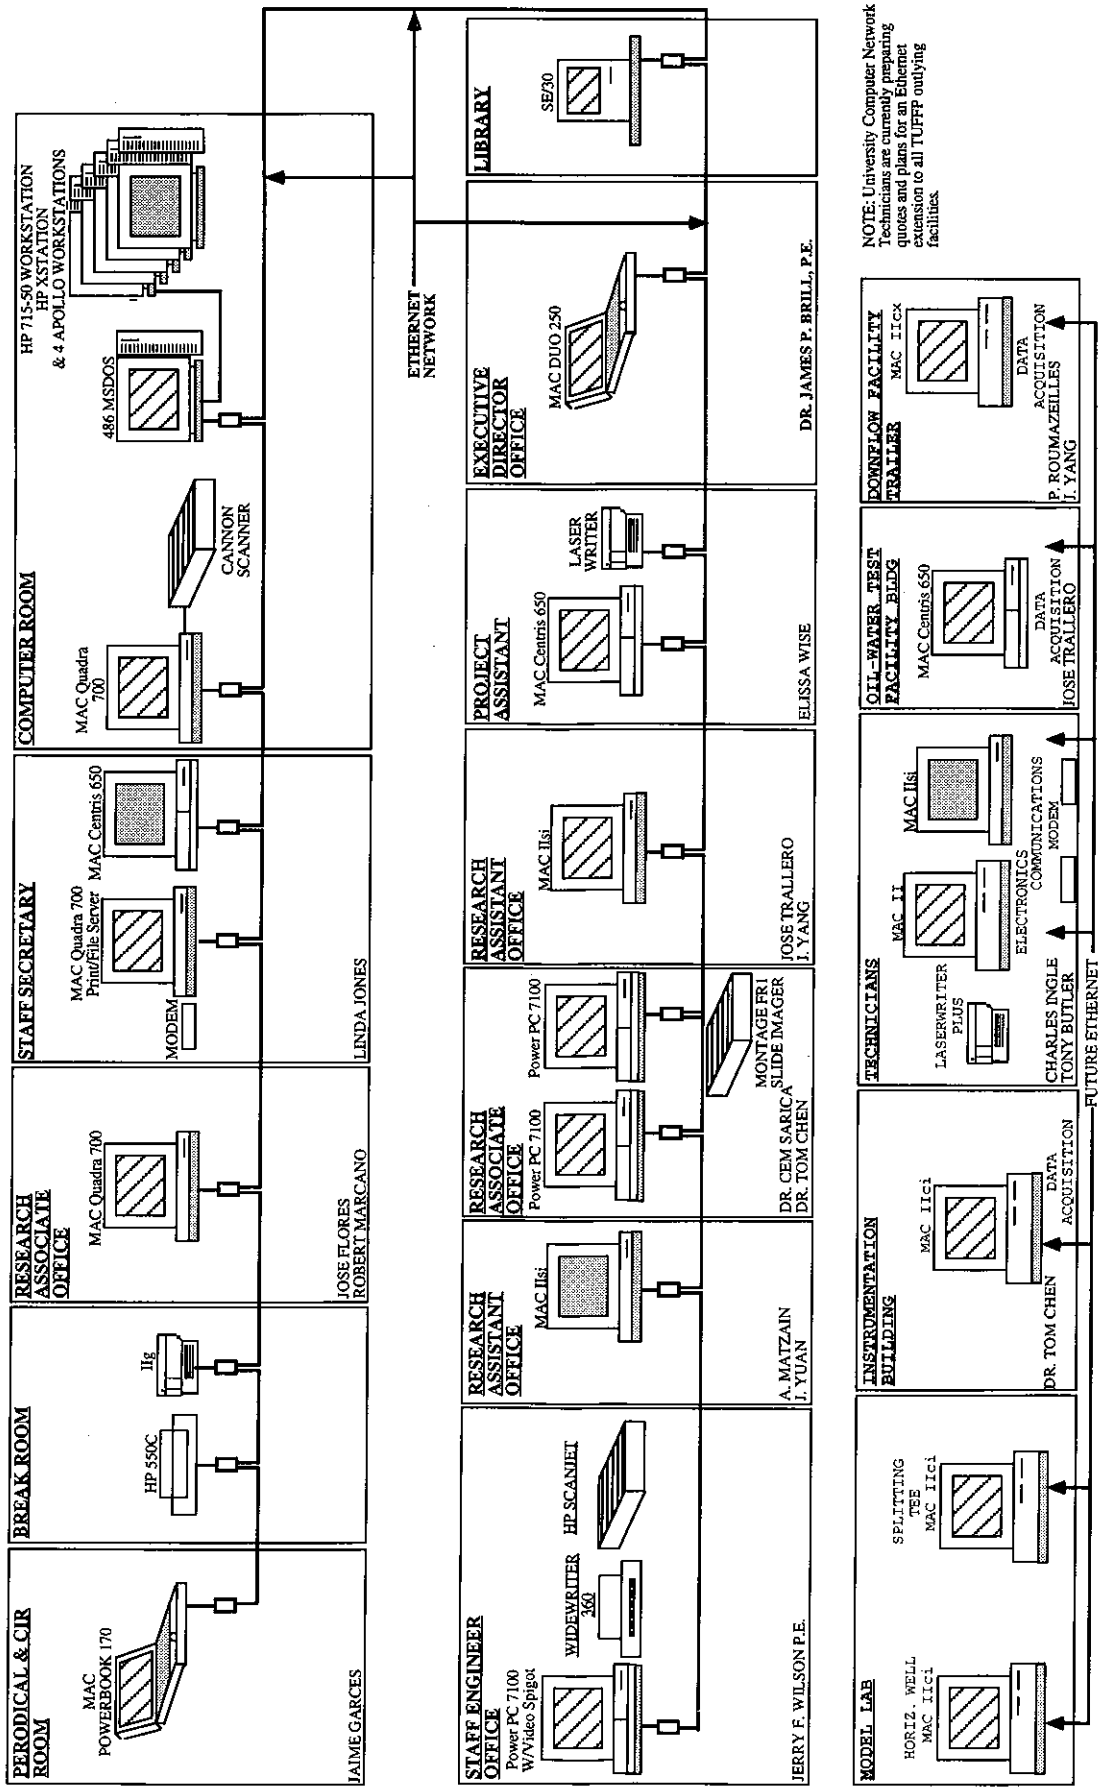 PERODICAL & CIR
ROOM
MAC
POWERBOOK 170
JAIME GARCES
BREAK ROOM
HP 550C
IIg
RESEARCH
ASSOCIATE
OFFICE
MAC Quadra 700
JOSE FLORES
ROBERT MARCANO
STAFF SECRETARY
MODEM
MAC Quadra 700
Print/File Server
MAC Centris 650
LINDA JONES
COMPUTER ROOM
MAC Quadra
700
CANNON
SCANNER
486 MSDOS
HP 715-50 WORKSTATION
HP XSTATION
& 4 APOLLO WORKSTATIONS
ETHERNET
NETWORK
STAFF ENGINEER
OFFICE
Power PC 7100
W/Video Spigot
WIDEWRITER
360
HP SCANJET
JERRY F. WILSON P.E.
RESEARCH
ASSISTANT
OFFICE
MAC IIsi
A. MATZAIN
J. YUAN
RESEARCH
ASSOCIATE
OFFICE
Power PC 7100
Power PC 7100
MONTAGE FR1
SLIDE IMAGER
DR. CEM SARICA
DR. TOM CHEN
RESEARCH
ASSISTANT
OFFICE
MAC IIsi
JOSE TRALLERO
J. YANG
PROJECT
ASSISTANT
MAC Centris 650
LASER
WRITER
ELISSA WISE
EXECUTIVE
DIRECTOR
OFFICE
MAC DUO 250
DR. JAMES P. BRILL, P.E.
LIBRARY
SE/30
MODEL LAB
HORIZ. WELL
MAC IIci
SPLITTING
TEE
MAC IIci
INSTRUMENTATION
BUILDING
MAC IIci
DATA
ACQUISITION
DR. TOM CHEN
TECHNICIANS
LASERWRITER
PLUS
MAC II
MAC IIsi
ELECTRONICS
COMMUNICATIONS
MODEM
CHARLES INGLE
TONY BUTLER
OIL-WATER TEST
FACILITY BLDG
MAC Centris 650
DATA
ACQUISITION
JOSE TRALLERO
DOWNFLOW FACILITY
TRAILER
MAC IIcx
DATA
ACQUISITION
P. ROUMAZEILLES
J. YANG
FUTURE ETHERNET
NOTE: University Computer Network
Technicians are currently preparing
quotes and plans for an Ethernet
extension to all TUFFP outlying
facilities.